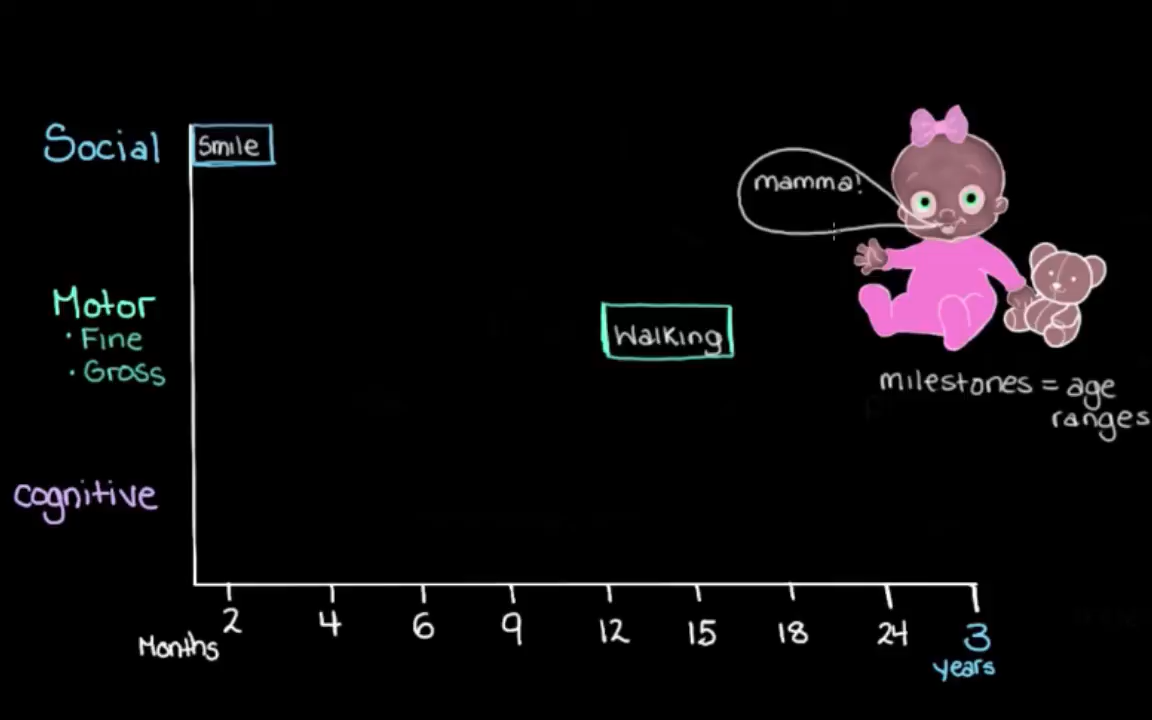 Social
Smile
mamma!
Motor
· Fine
· Gross
Walking
milestones = age
ranges
cognitive
Months
2 4 6 9 12 15 18 24 3
years